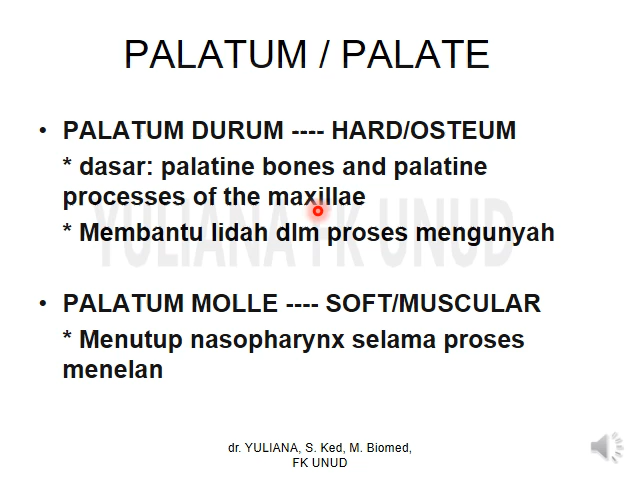 PALATUM / PALATE
• PALATUM DURUM ---- HARD/OSTEUM
* dasar: palatine bones and palatine
processes of the maxillae
* Membantu lidah dlm proses mengunyah
YULIANA FK UNUD
• PALATUM MOLLE ---- SOFT/MUSCULAR
* Menutup nasopharynx selama proses
menelan
dr. YULIANA, S. Ked, M. Biomed,
FK UNUD